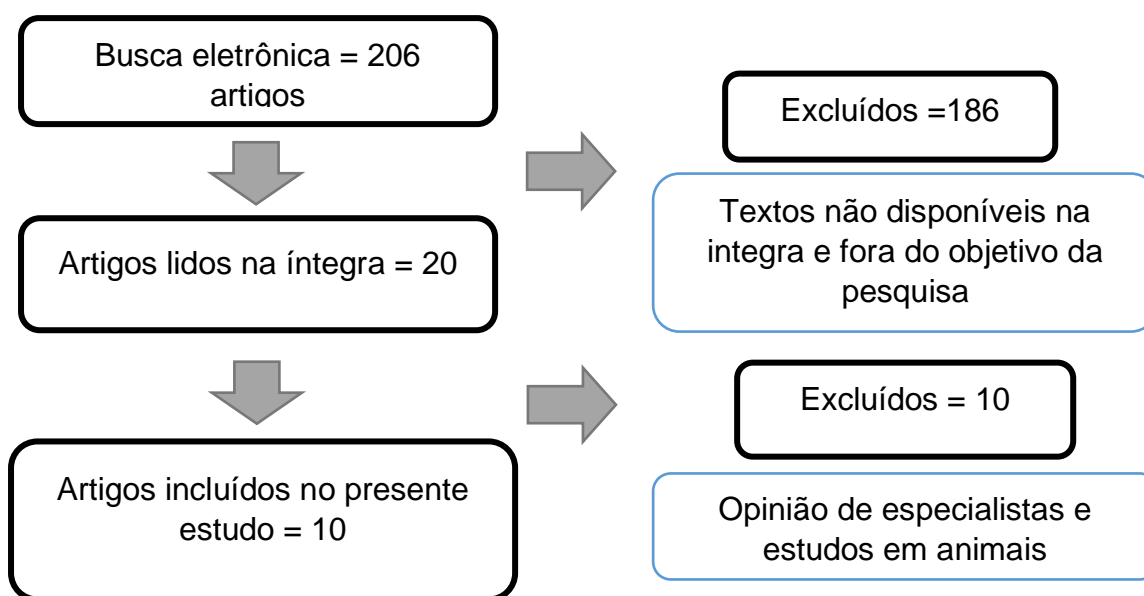 Busca eletrônica = 206
artigos
Excluídos =186
Textos não disponíveis na
integra e fora do objetivo da
pesquisa
Artigos lidos na íntegra = 20
Excluídos = 10
Opinião de especialistas e
estudos em animais
Artigos incluídos no presente
estudo = 10